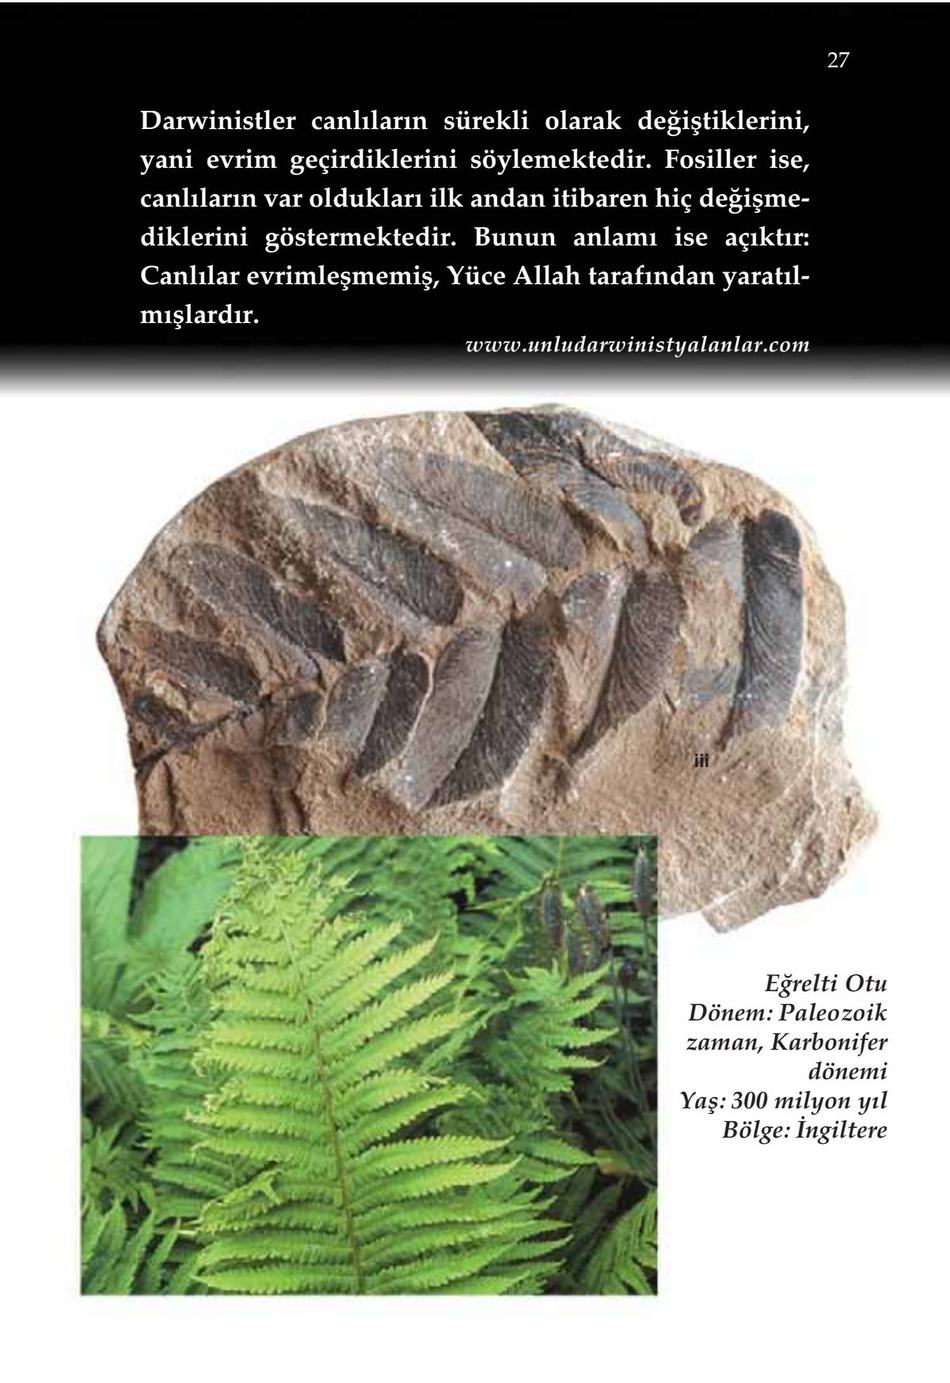 27
Darwinistler canlıların sürekli olarak değiştiklerini,
yani evrim geçirdiklerini söylemektedir. Fosiller ise,
canlıların var oldukları ilk andan itibaren hiç değişme-
diklerini göstermektedir. Bunun anlamı ise açıktır:
Canlılar evrimleşmemiş, Yüce Allah tarafından yaratıl-
mışlardır.
www.unludarwinistyalanlar.com
iii
Eğrelti Otu
Dönem: Paleozoik
zaman, Karbonifer
dönemi
Yaş: 300 milyon yıl
Bölge: İngiltere